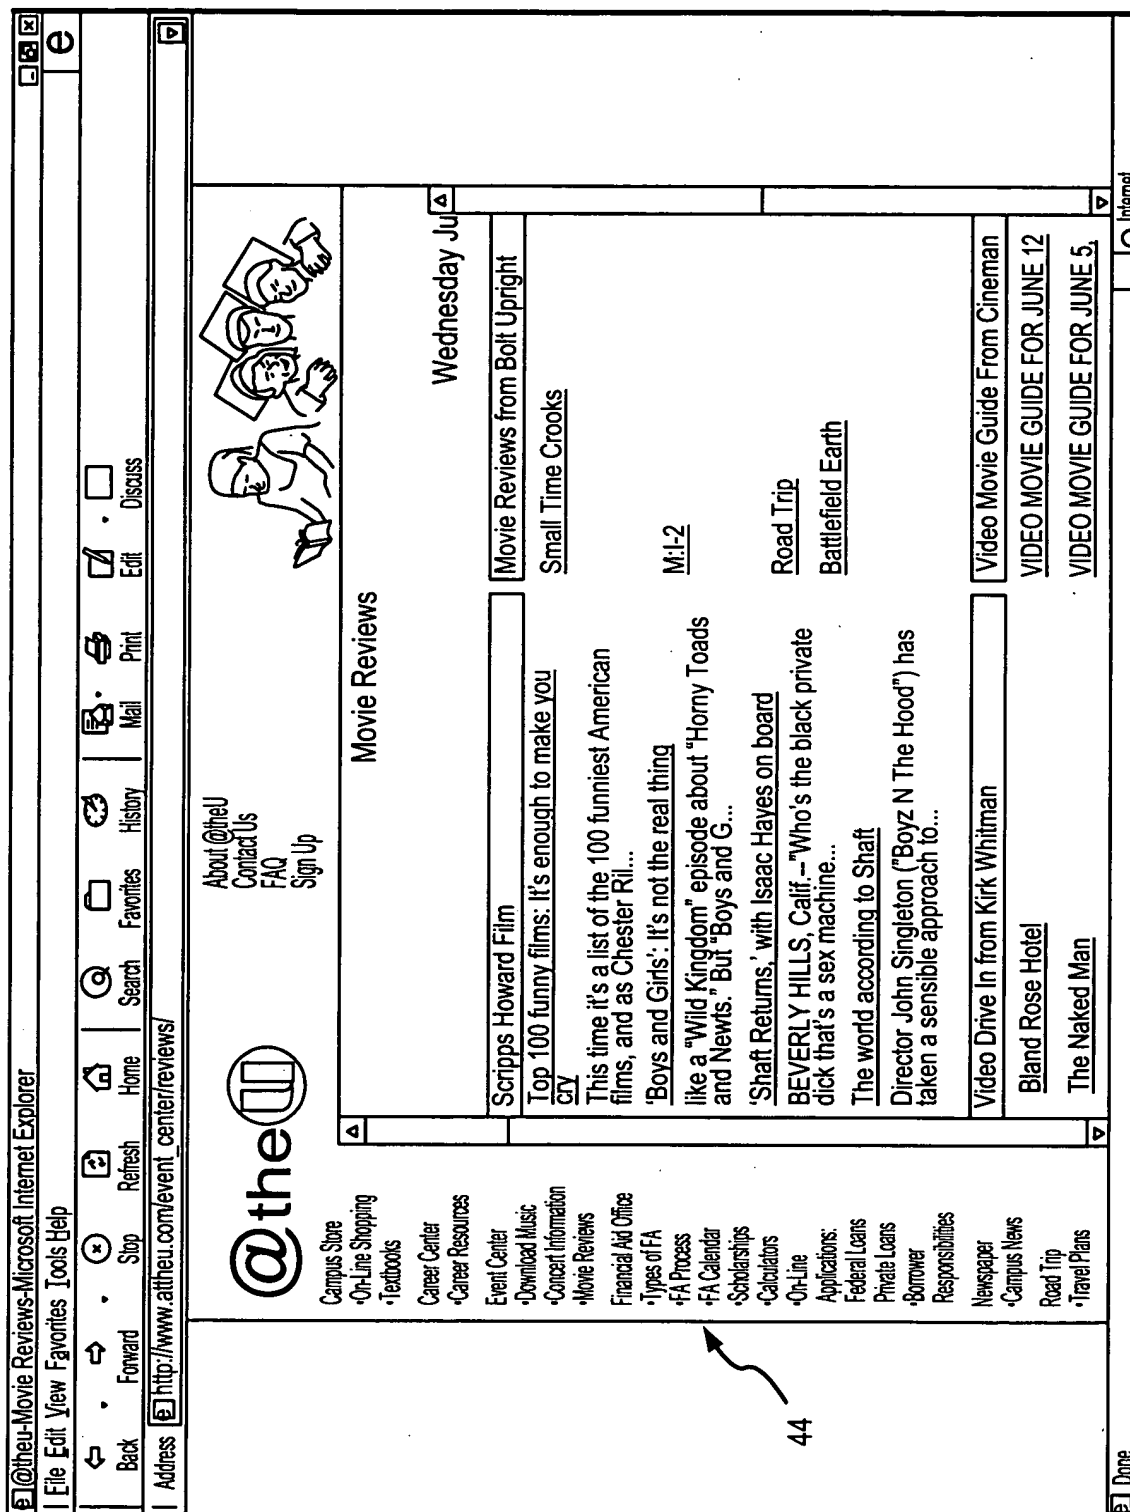 @theu-Movie Reviews-Microsoft Internet Explorer
File Edit View Favorites Tools Help
Back Forward Stop Refresh Home Search Favorites History Mail Print Edit Discuss
Address http://www.attheu.com/event_center/reviews/
@theU
About @theU
Contact Us
FAQ
Sign Up
Campus Store
•On-Line Shopping
•Textbooks
Career Center
•Career Resources
Event Center
•Download Music
•Concert Information
•Movie Reviews
Financial Aid Office
•Types of FA
•FA Process
•FA Calendar
•Scholarships
•Calculators
•On-Line
Applications:
Federal Loans
Private Loans
•Borrower
Responsibilities
Newspaper
•Campus News
Road Trip
•Travel Plans
44
Movie Reviews
Wednesday Ju
Scripps Howard Film
Top 100 funny films: It's enough to make you
cry
This time it's a list of the 100 funniest American
films, and as Chester Ril...
'Boys and Girls': It's not the real thing
like a "Wild Kingdom" episode about "Horny Toads
and Newts." But "Boys and G...
'Shaft Returns,' with Isaac Hayes on board
BEVERLY HILLS, Calif.--"Who's the black private
dick that's a sex machine...
The world according to Shaft
Director John Singleton ("Boyz N The Hood") has
taken a sensible approach to...
Movie Reviews from Bolt Upright
Small Time Crooks
M:I-2
Road Trip
Battlefield Earth
Video Drive In from Kirk Whitman
Bland Rose Hotel
The Naked Man
Video Movie Guide From Cineman
VIDEO MOVIE GUIDE FOR JUNE 12
VIDEO MOVIE GUIDE FOR JUNE 5,
Done
Internet